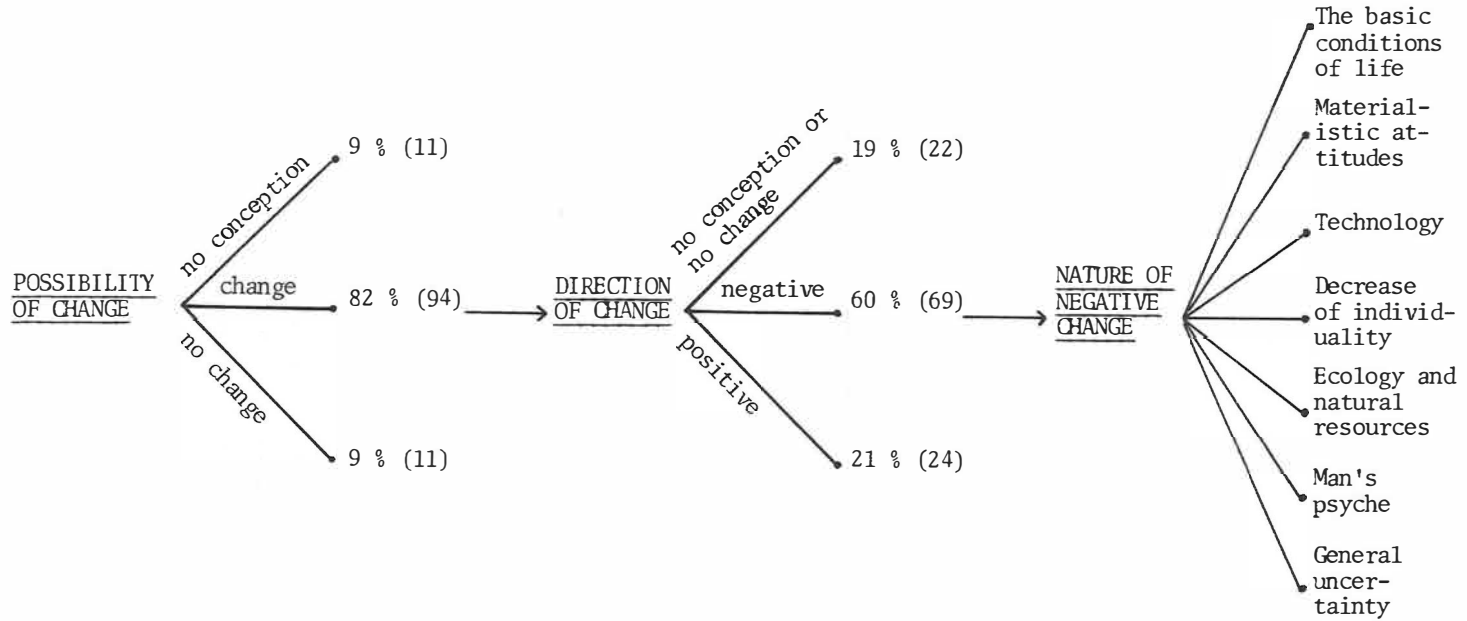 POSSIBILITY
OF CHANGE
no conception
change
no change
9 % (11)
82 % (94)
9 % (11)
DIRECTION
OF CHANGE
no conception or
no change
negative
positive
19 % (22)
60 % (69)
21 % (24)
NATURE OF
NEGATIVE
CHANGE
The basic
conditions
of life
Material-
istic at-
titudes
Technology
Decrease
of individ-
uality
Ecology and
natural
resources
Man's
psyche
General
uncer-
tainty